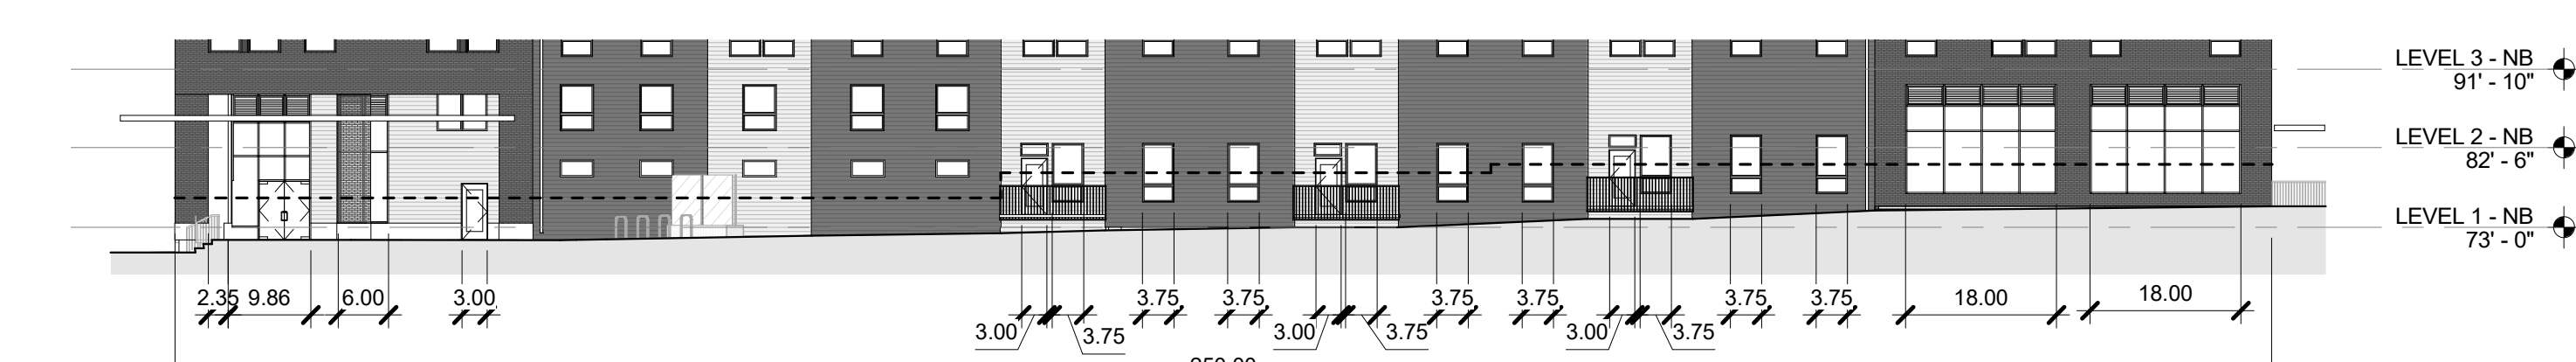 LEVEL 3 - NB
91' - 10"
LEVEL 2 - NB
82' - 6"
LEVEL 1 - NB
73' - 0"
2.35 9.86 6.00 3.00 3.75 3.75 3.75 3.75 3.75 3.75 18.00 18.00
3.00 3.75 3.00 3.75 3.00 3.75